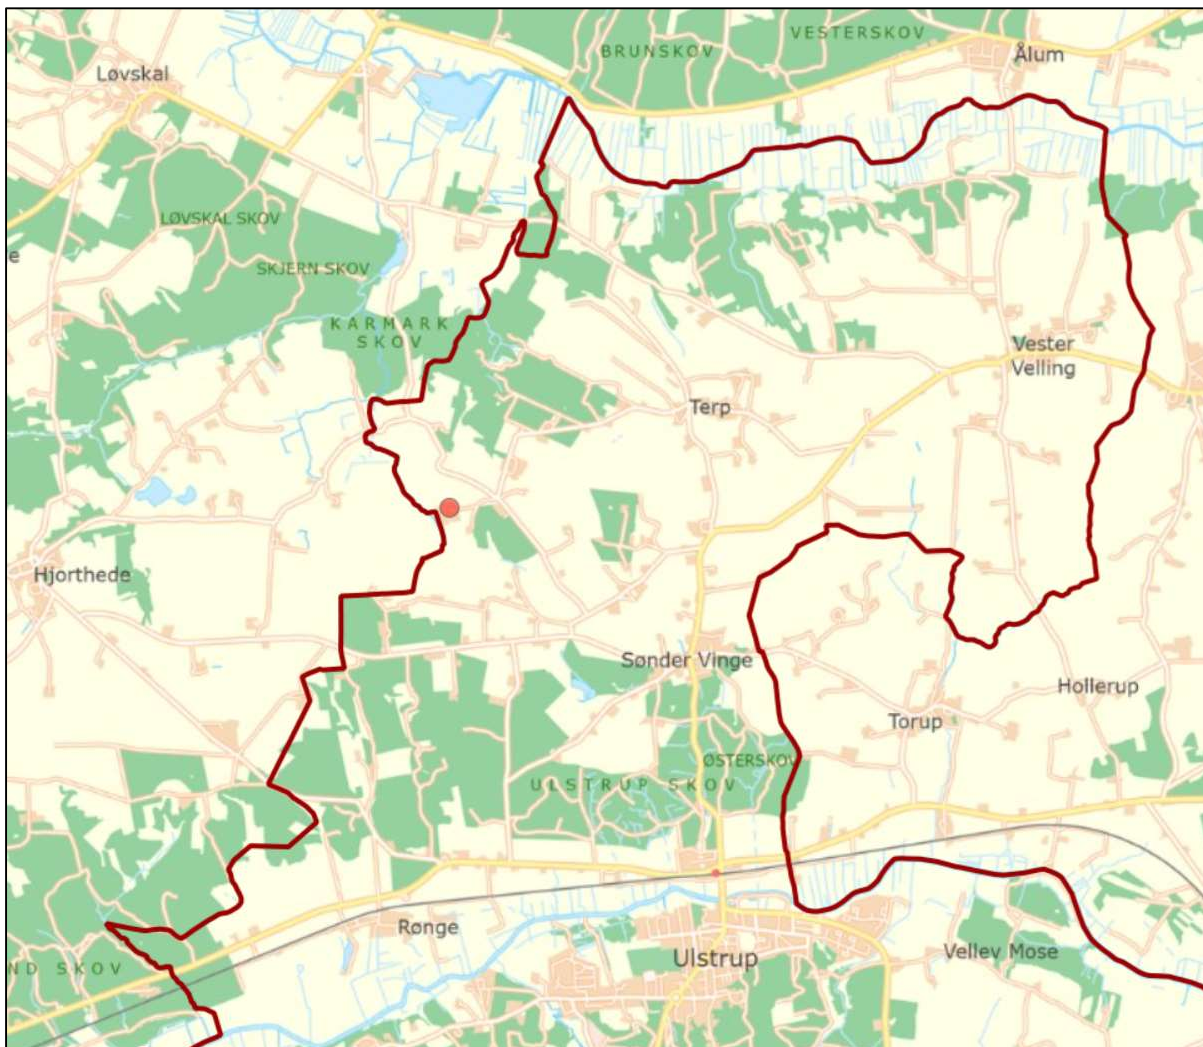 BRUNSKOV
VESTERSKOV
Ålum
Løvskal
LØVSKAL SKOV
SKJERN SKOV
e
KARMARK
SKOV
Vester
Velling
Terp
Hjorthede
Sønder Vinge
Hollerup
Torup
ØSTERSKOV
ULSTRUP SKOV
Rønge
Ulstrup
Vellev Mose
ND SKOV